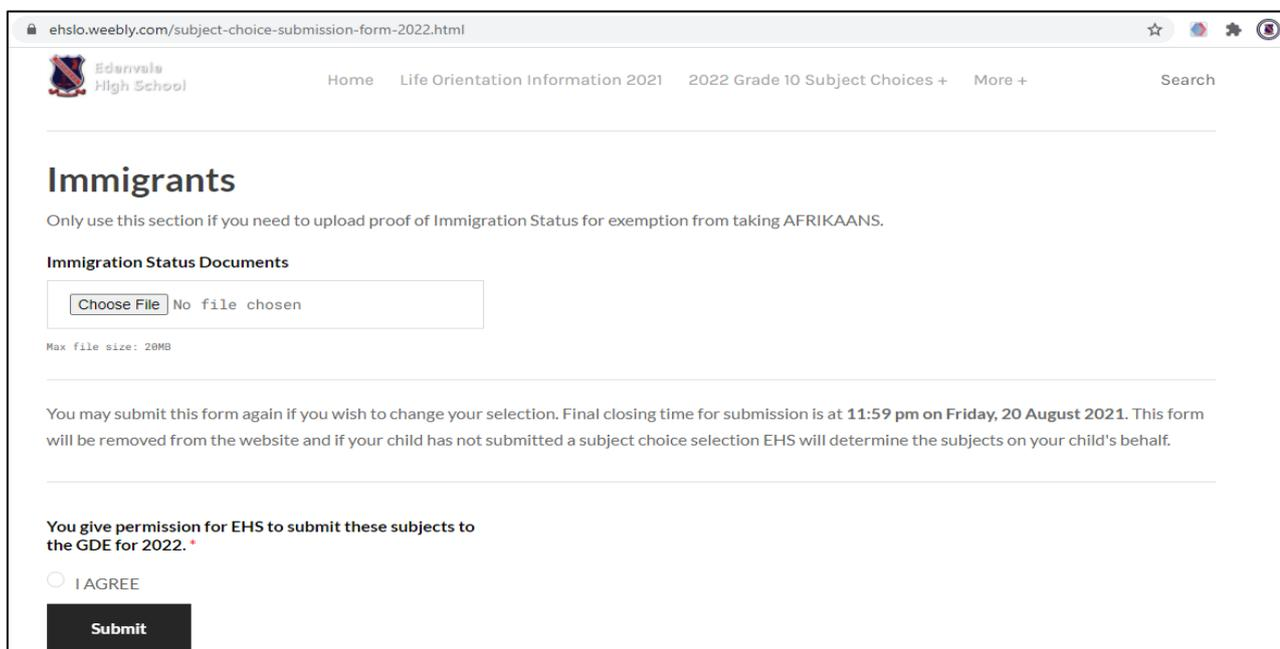 ehslo.weebly.com/subject-choice-submission-form-2022.html
Edenvale
High School
Home Life Orientation Information 2021 2022 Grade 10 Subject Choices + More + Search
Immigrants
Only use this section if you need to upload proof of Immigration Status for exemption from taking AFRIKAANS.
Immigration Status Documents
Choose File No file chosen
Max file size: 20MB
You may submit this form again if you wish to change your selection. Final closing time for submission is at 11:59 pm on Friday, 20 August 2021. This form
will be removed from the website and if your child has not submitted a subject choice selection EHS will determine the subjects on your child's behalf.
You give permission for EHS to submit these subjects to
the GDE for 2022. *
I AGREE
Submit